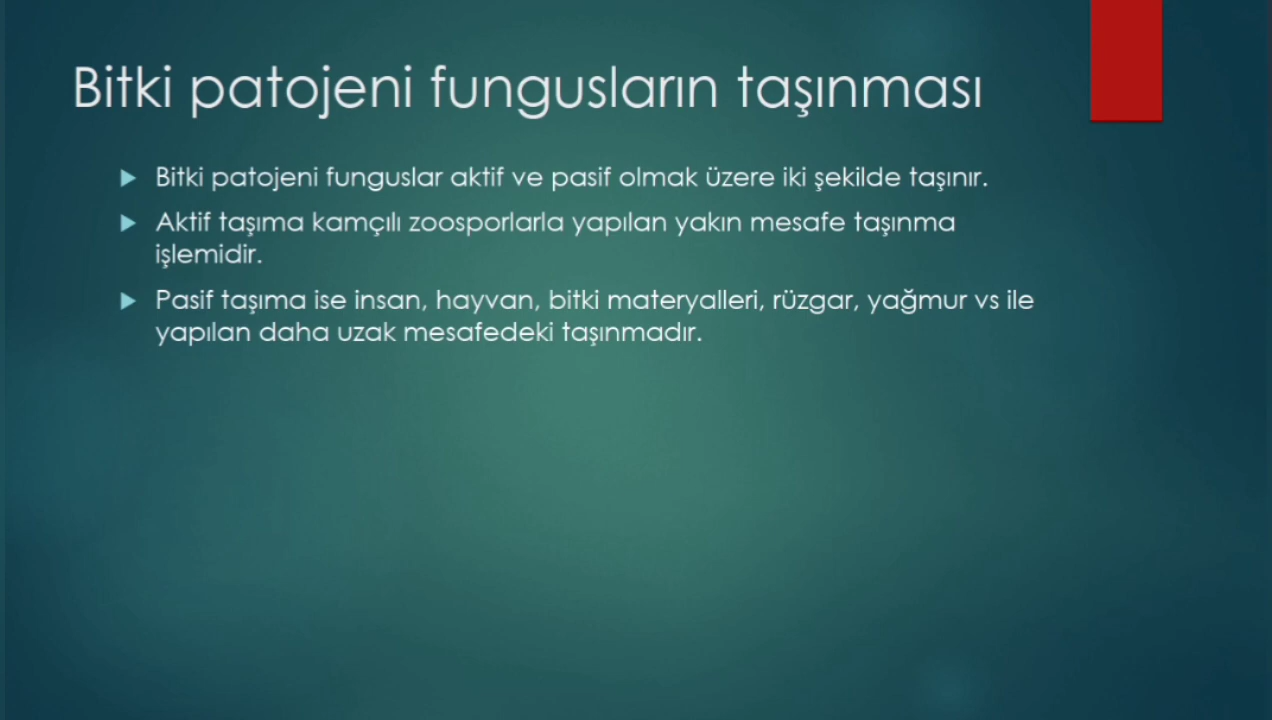 Bitki patojeni fungusların taşınması
Bitki patojeni funguslar aktif ve pasif olmak üzere iki şekilde taşınır.
Aktif taşıma kamçılı zoosporlarla yapılan yakın mesafe taşınma
işlemidir.
Pasif taşıma ise insan, hayvan, bitki materyalleri, rüzgar, yağmur vs ile
yapılan daha uzak mesafedeki taşınmadır.